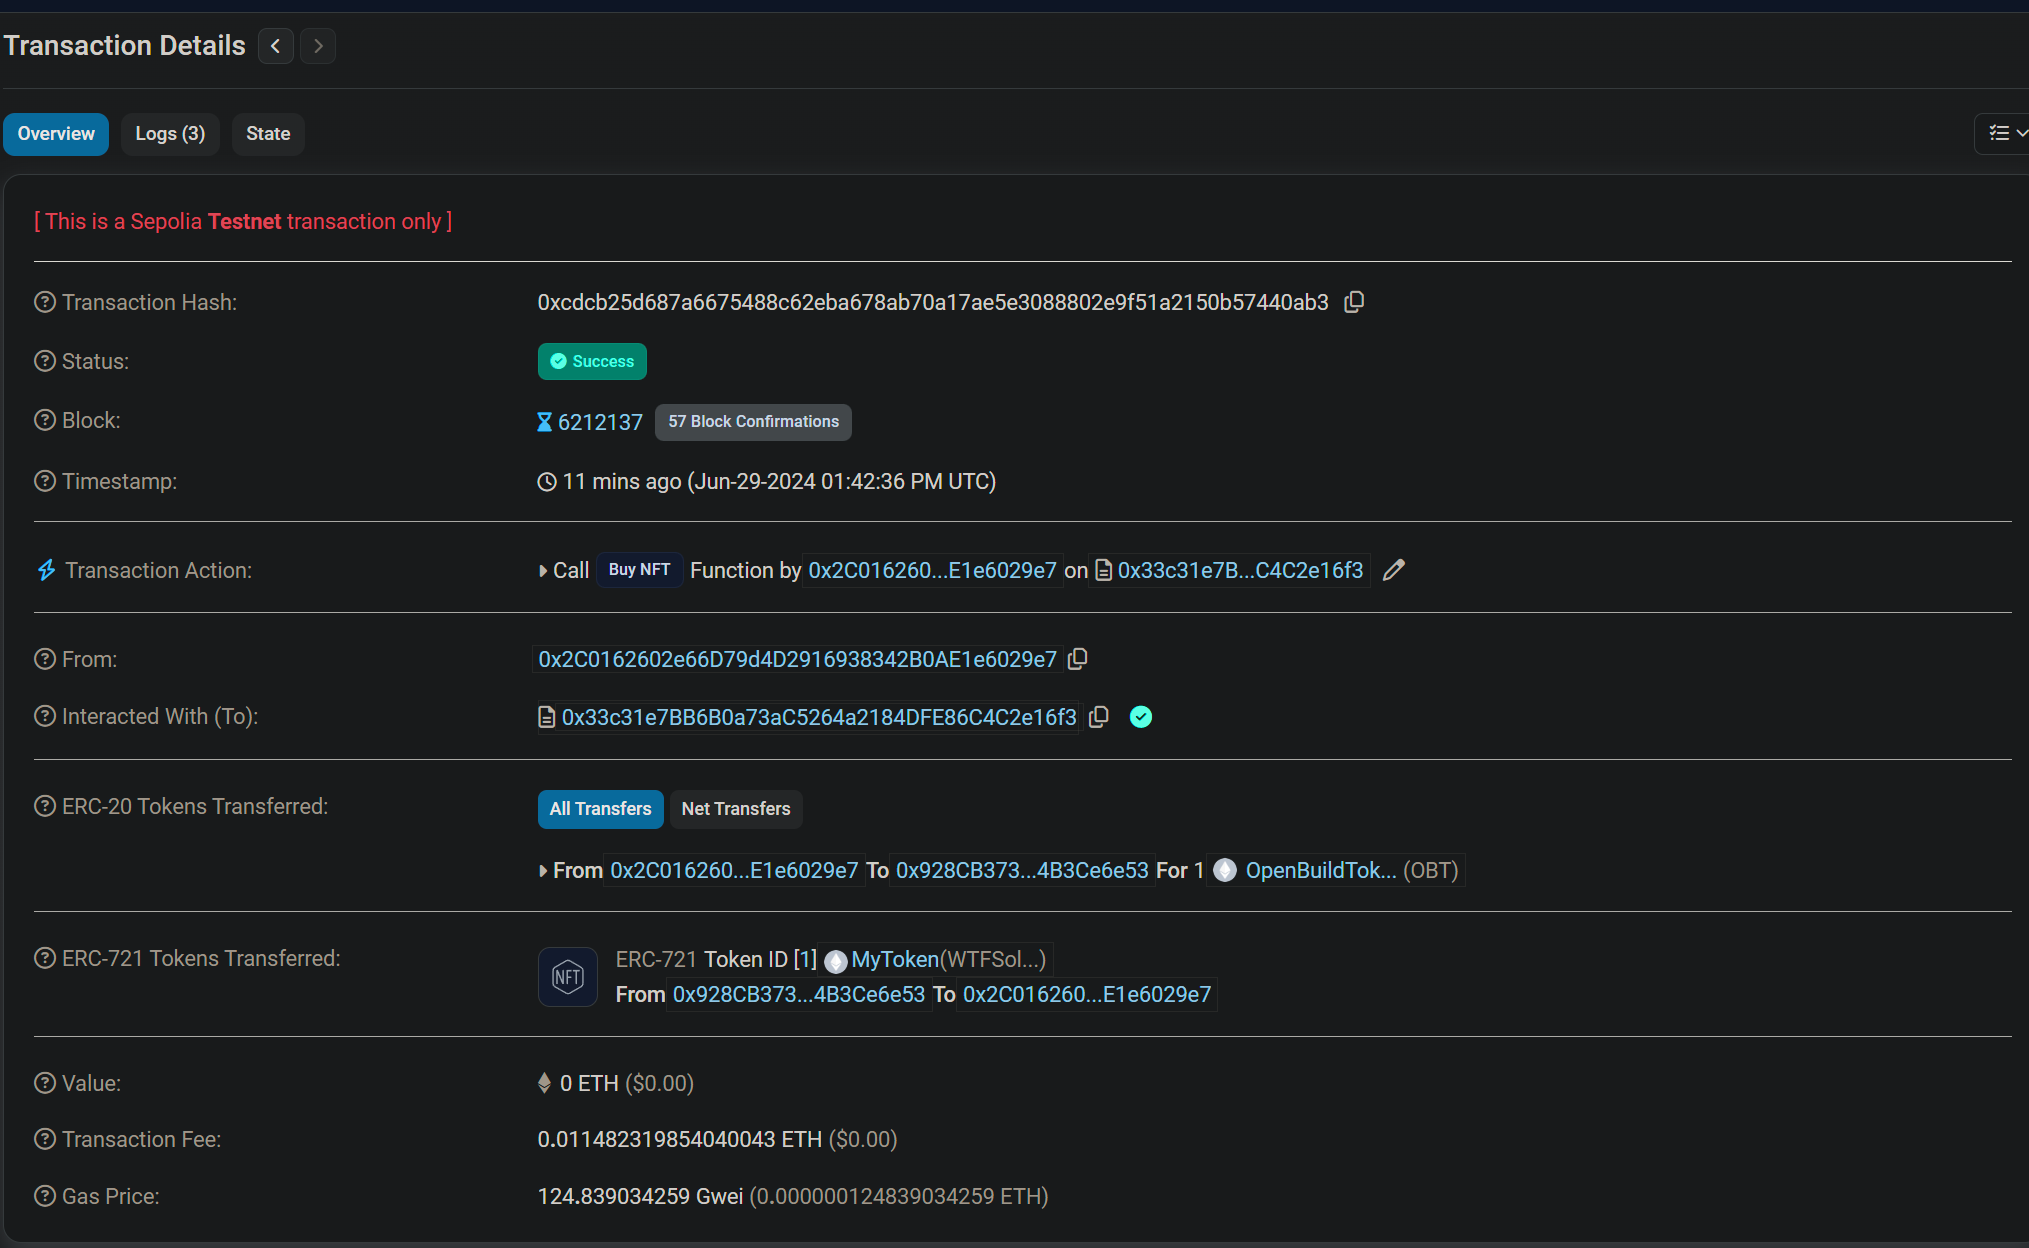 Transaction Details
Overview Logs (3) State
[ This is a Sepolia Testnet transaction only ]
Transaction Hash: 0xcdcb25d687a6675488c62eba678ab70a17ae5e3088802e9f51a2150b57440ab3
Status: Success
Block: 6212137 57 Block Confirmations
Timestamp: 11 mins ago (Jun-29-2024 01:42:36 PM UTC)
Transaction Action: Call Buy NFT Function by 0x2C016260...E1e6029e7 on 0x33c31e7B...C4C2e16f3
From: 0x2C0162602e66D79d4D2916938342B0AE1e6029e7
Interacted With (To): 0x33c31e7BB6B0a73aC5264a2184DFE86C4C2e16f3
ERC-20 Tokens Transferred: All Transfers Net Transfers
From 0x2C016260...E1e6029e7 To 0x928CB373...4B3Ce6e53 For 1 OpenBuildTok... (OBT)
ERC-721 Tokens Transferred: NFT ERC-721 Token ID [1] MyToken(WTFSol...)
From 0x928CB373...4B3Ce6e53 To 0x2C016260...E1e6029e7
Value: 0 ETH ($0.00)
Transaction Fee: 0.011482319854040043 ETH ($0.00)
Gas Price: 124.839034259 Gwei (0.000000124839034259 ETH)